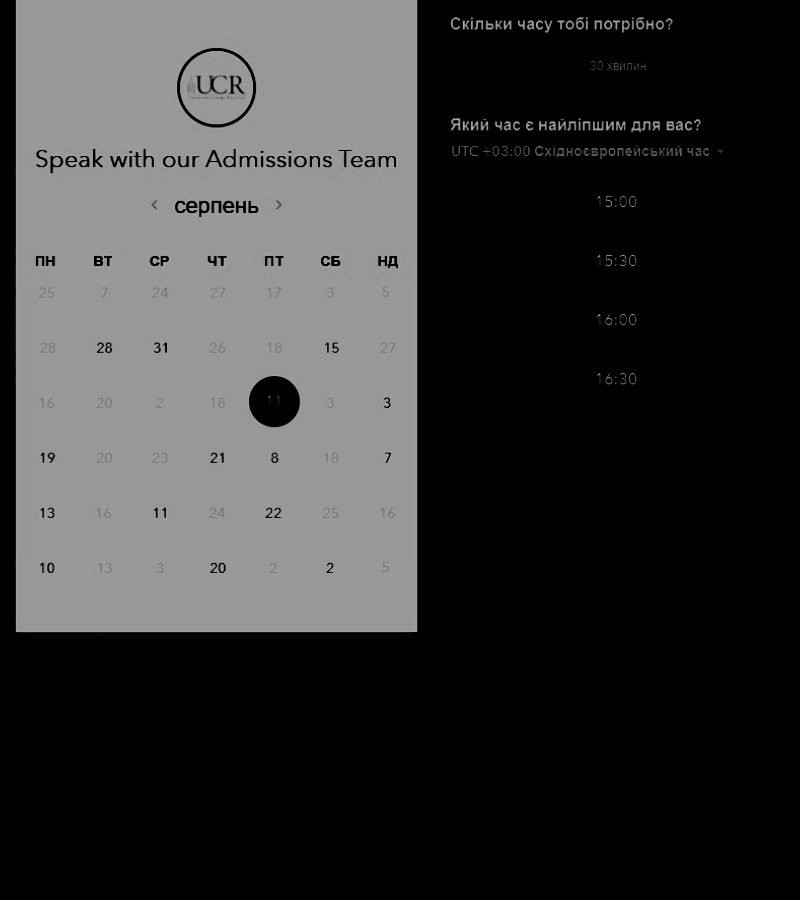 UCR
Speak with our Admissions Team
серпень
ПН ВТ СР ЧТ ПТ СБ НД
25 7 24 27 17 3 5
28 28 31 26 18 15 27
16 20 2 18 11 3 3
19 20 23 21 8 18 7
13 16 11 24 22 25 16
10 13 3 20 2 2 5
Скільки часу тобі потрібно?
30 хвилин
Який час є найліпшим для вас?
UTC +03:00 Східноєвропейський час
15:00
15:30
16:00
16:30